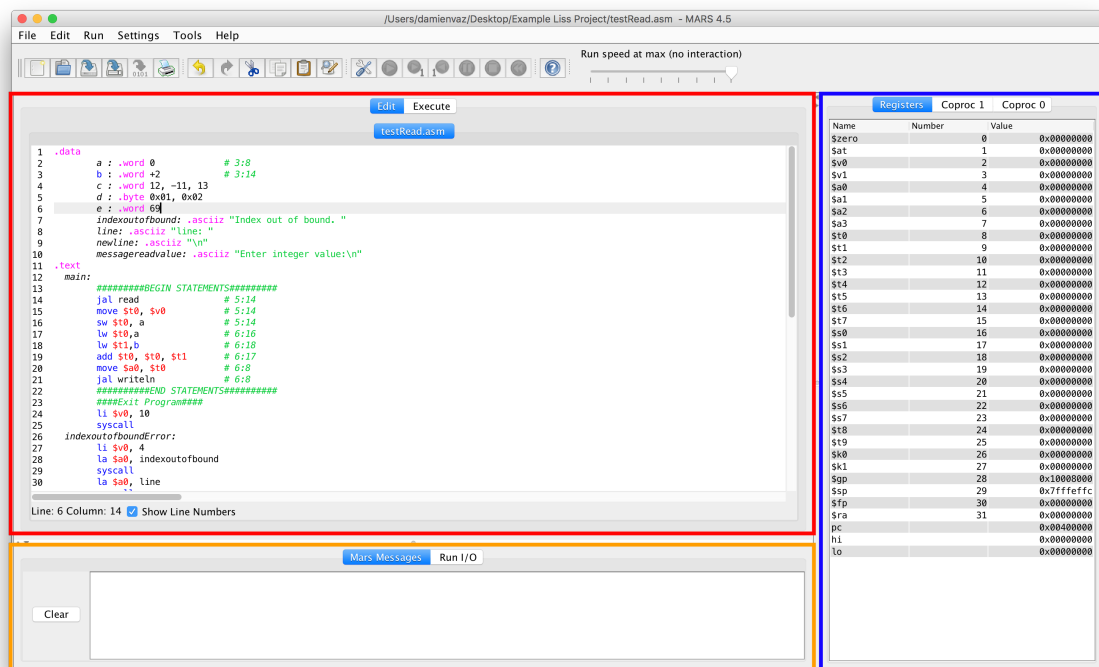 /Users/damienvaz/Desktop/Example Liss Project/testRead.asm - MARS 4.5
File Edit Run Settings Tools Help
Run speed at max (no interaction)
Edit Execute
testRead.asm
1 .data
2 a : .word 0 # 3:8
3 b : .word +2 # 3:14
4 c : .word 12, -11, 13
5 d : .byte 0x01, 0x02
6 e : .word 69
7 indexoutofbound: .asciiz "Index out of bound. "
8 line: .asciiz "line: "
9 newline: .asciiz "\n"
10 messagereadvalue: .asciiz "Enter integer value:\n"
11 .text
12 main:
13 #########BEGIN STATEMENTS#########
14 jal read # 5:14
15 move $t0, $v0 # 5:14
16 sw $t0, a # 5:14
17 lw $t0,a # 6:16
18 lw $t1,b # 6:18
19 add $t0, $t0, $t1 # 6:17
20 move $a0, $t0 # 6:8
21 jal writeln # 6:8
22 ##########END STATEMENTS##########
23 ####Exit Program####
24 li $v0, 10
25 syscall
26 indexoutofboundError:
27 li $v0, 4
28 la $a0, indexoutofbound
29 syscall
30 la $a0, line
Line: 6 Column: 14 Show Line Numbers
Mars Messages Run I/O
Clear
Registers Coproc 1 Coproc 0
Name Number Value
$zero 0 0x00000000
$at 1 0x00000000
$v0 2 0x00000000
$v1 3 0x00000000
$a0 4 0x00000000
$a1 5 0x00000000
$a2 6 0x00000000
$a3 7 0x00000000
$t0 8 0x00000000
$t1 9 0x00000000
$t2 10 0x00000000
$t3 11 0x00000000
$t4 12 0x00000000
$t5 13 0x00000000
$t6 14 0x00000000
$t7 15 0x00000000
$s0 16 0x00000000
$s1 17 0x00000000
$s2 18 0x00000000
$s3 19 0x00000000
$s4 20 0x00000000
$s5 21 0x00000000
$s6 22 0x00000000
$s7 23 0x00000000
$t8 24 0x00000000
$t9 25 0x00000000
$k0 26 0x00000000
$k1 27 0x00000000
$gp 28 0x10008000
$sp 29 0x7fffeffc
$fp 30 0x00000000
$ra 31 0x00000000
pc 0x00400000
hi 0x00000000
lo 0x00000000